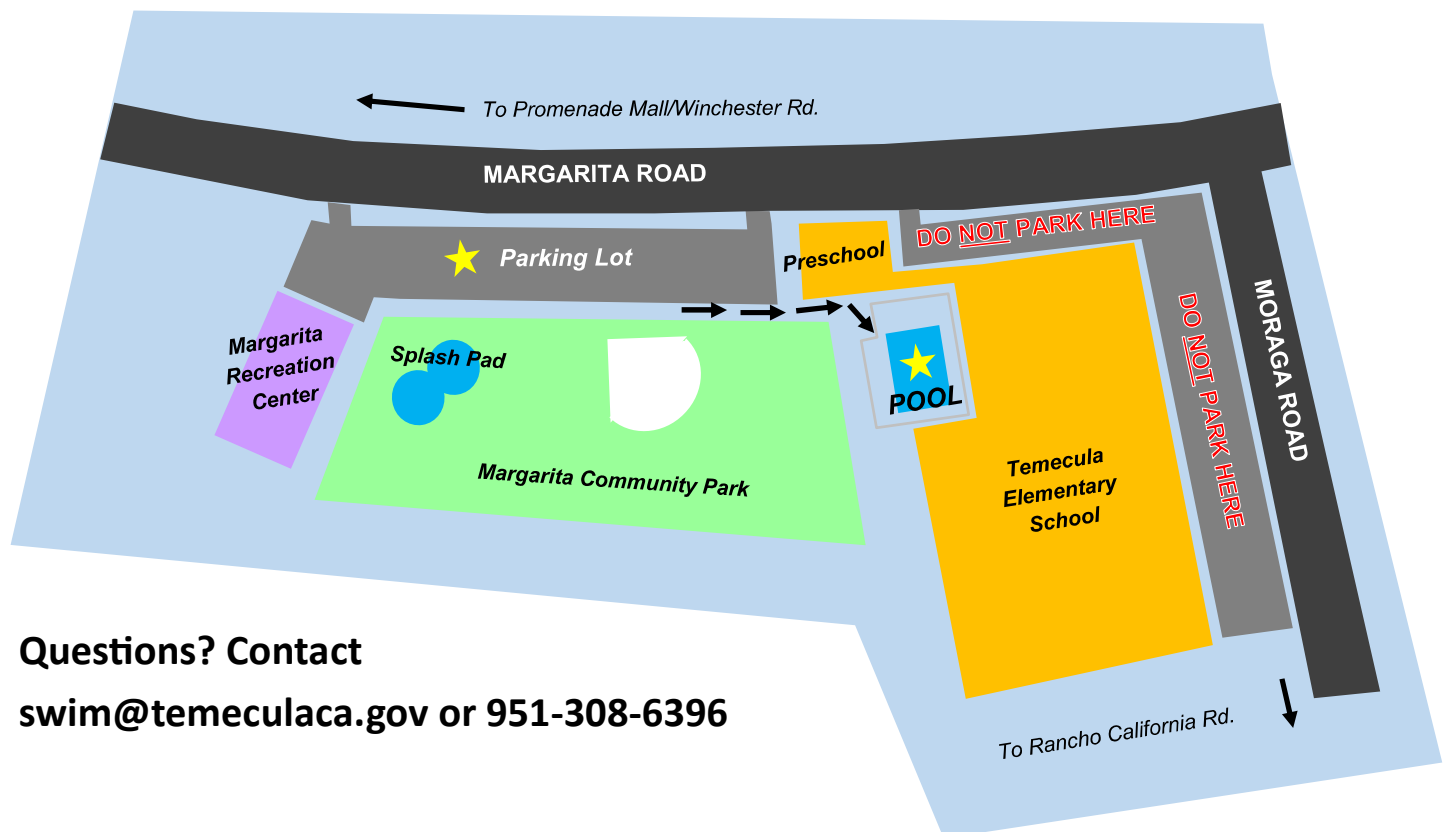 To Promenade Mall/Winchester Rd.
MARGARITA ROAD
DO NOT PARK HERE
Preschool
Parking Lot
Margarita
Recreation
Center
Splash Pad
POOL
DO NOT PARK HERE
MORAGA ROAD
Margarita Community Park
Temecula
Elementary
School
Questions? Contact
swim@temeculaca.gov or 951-308-6396
To Rancho California Rd.